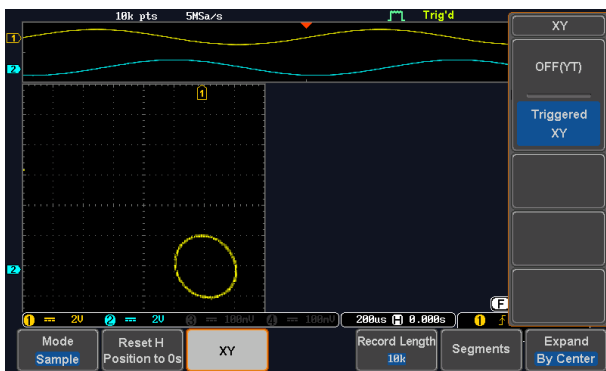 10k pts 5MSa/s Trig'd
XY
1
OFF(YT)
2
1
Triggered
XY
2
F
1 2V 2 2V 3 100mV 4 100mV 200us H 0.000s 1
Mode
Sample
Reset H
Position to 0s
XY
Record Length
10k
Segments
Expand
By Center